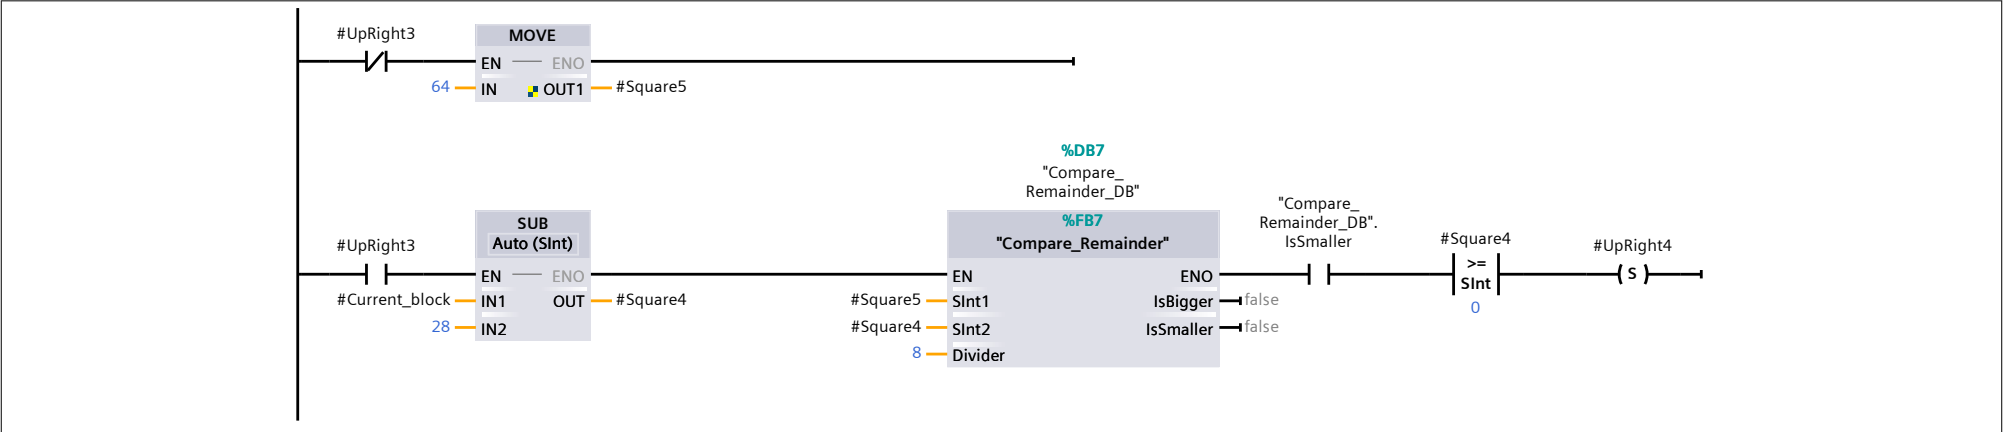 #UpRight3
MOVE
EN
ENO
64
IN
OUT1
#Square5
%DB7
"Compare_
Remainder_DB"
#UpRight3
SUB
Auto (SInt)
EN
ENO
#Current_block
IN1
OUT
#Square4
28
IN2
%FB7
"Compare_Remainder"
EN
ENO
#Square5
SInt1
IsBigger
false
#Square4
SInt2
IsSmaller
false
8
Divider
"Compare_
Remainder_DB".
IsSmaller
#Square4
>=
SInt
0
#UpRight4
S